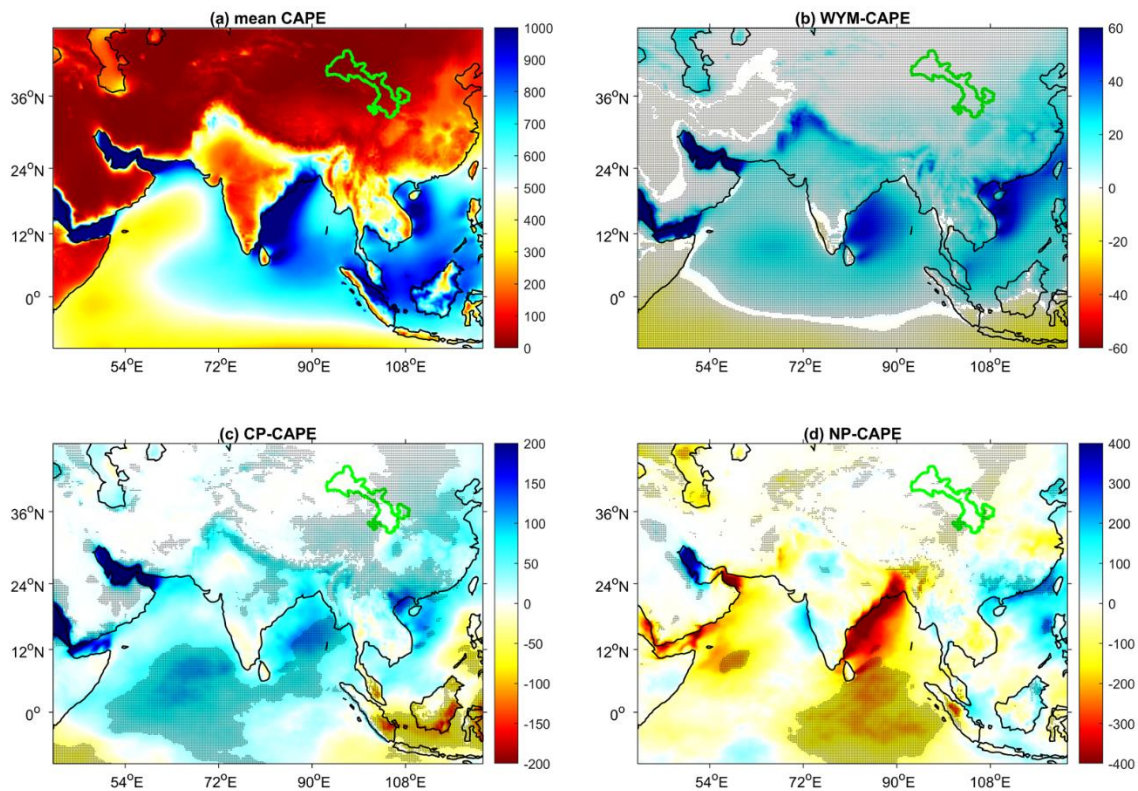 (a) mean CAPE
36°N
24°N
12°N
0°
54°E 72°E 90°E 108°E
1000
900
800
700
600
500
400
300
200
100
0
(b) WYM-CAPE
36°N
24°N
12°N
0°
54°E 72°E 90°E 108°E
60
40
20
0
-20
-40
-60
(c) CP-CAPE
36°N
24°N
12°N
0°
54°E 72°E 90°E 108°E
200
150
100
50
0
-50
-100
-150
-200
(d) NP-CAPE
36°N
24°N
12°N
0°
54°E 72°E 90°E 108°E
400
300
200
100
0
-100
-200
-300
-400